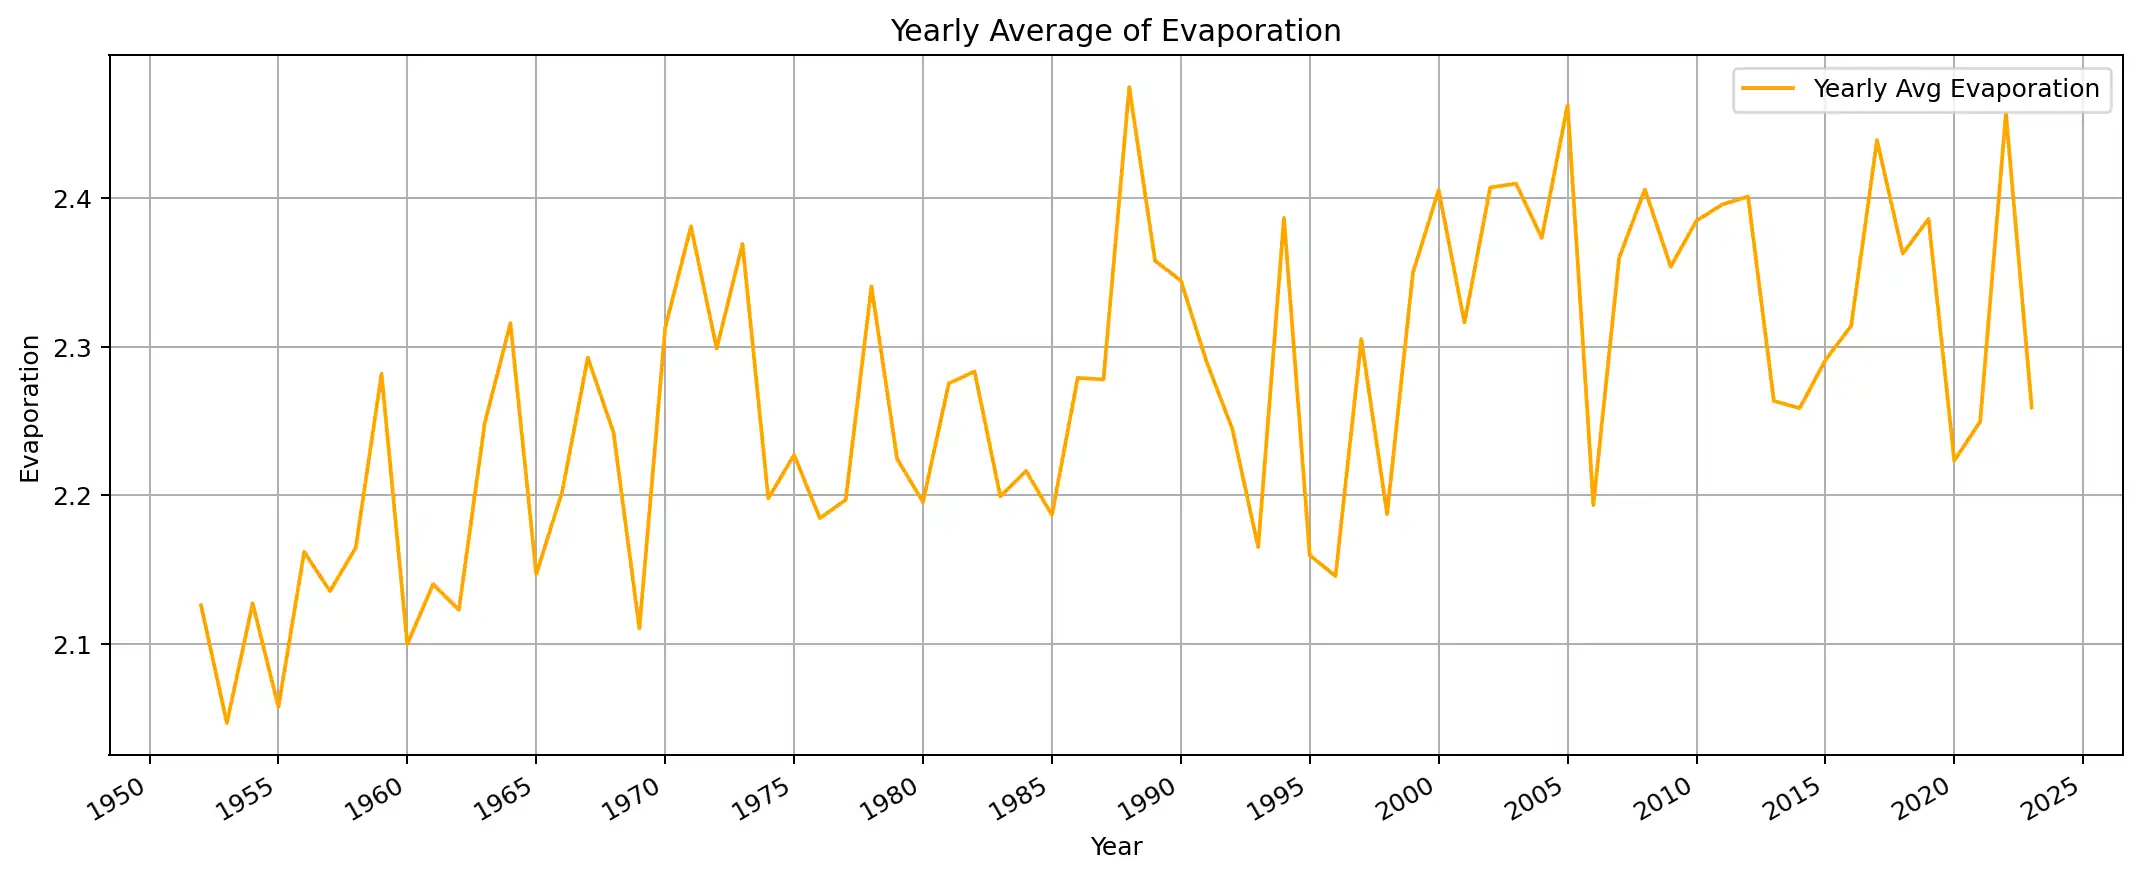 Yearly Average of Evaporation
Yearly Avg Evaporation
Evaporation
2.4
2.3
2.2
2.1
1950 1955 1960 1965 1970 1975 1980 1985 1990 1995 2000 2005 2010 2015 2020 2025
Year